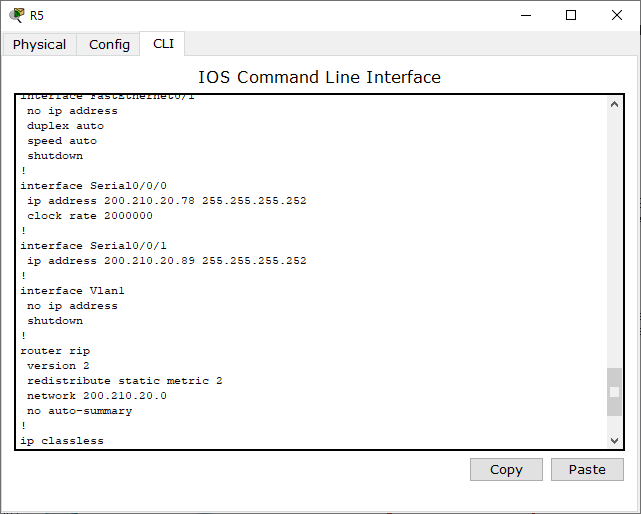 R5
Physical Config CLI
IOS Command Line Interface
interface FastEthernet0/1
 no ip address
 duplex auto
 speed auto
 shutdown
!
interface Serial0/0/0
 ip address 200.210.20.78 255.255.255.252
 clock rate 2000000
!
interface Serial0/0/1
 ip address 200.210.20.89 255.255.255.252
!
interface Vlan1
 no ip address
 shutdown
!
router rip
 version 2
 redistribute static metric 2
 network 200.210.20.0
 no auto-summary
!
ip classless
Copy Paste